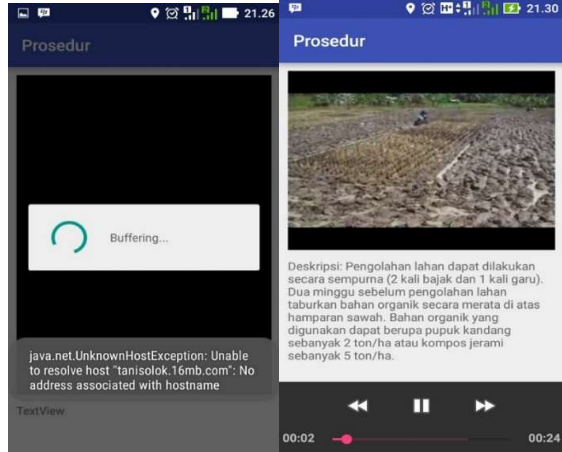 21.26
Prosedur
Buffering...
java.net.UnknownHostException: Unable
to resolve host "tanisolok.16mb.com": No
address associated with hostname
TextView
21.30
Prosedur
Deskripsi: Pengolahan lahan dapat dilakukan
secara sempurna (2 kali bajak dan 1 kali garu).
Dua minggu sebelum pengolahan lahan
taburkan bahan organik secara merata di atas
hamparan sawah. Bahan organik yang
digunakan dapat berupa pupuk kandang
sebanyak 2 ton/ha atau kompos jerami
sebanyak 5 ton/ha.
00:02 00:24